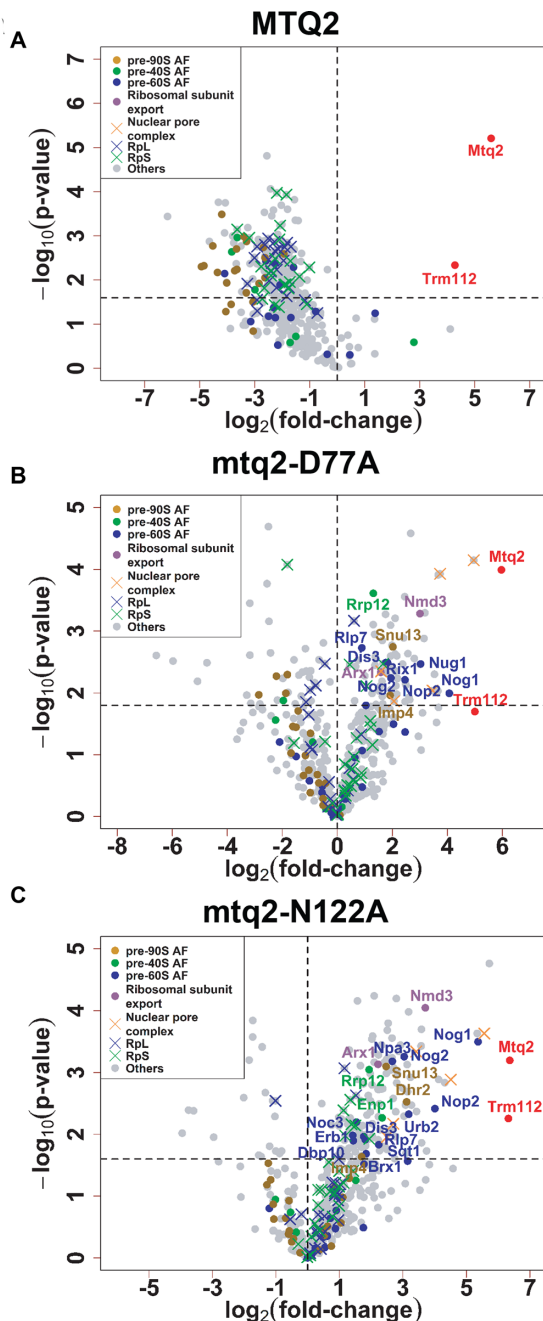 MTQ2
A
pre-90S AF
pre-40S AF
pre-60S AF
Ribosomal subunit
export
Nuclear pore
complex
RpL
RpS
Others
Mtq2
Trm112
7
6
5
4
3
2
1
0
−log10(p-value)
-7 -5 -3 -1 1 3 5 7
log2(fold-change)
mtq2-D77A
B
pre-90S AF
pre-40S AF
pre-60S AF
Ribosomal subunit
export
Nuclear pore
complex
RpL
RpS
Others
Mtq2
Rrp12
Nmd3
Snu13
Rlp7
Dis3
Rix1
Nug1
Arx1
Nog2
Nop2
Nog1
Trm112
Imp4
5
4
3
2
1
0
−log10(p-value)
-8 -6 -4 -2 0 2 4 6
log2(fold-change)
mtq2-N122A
C
pre-90S AF
pre-40S AF
pre-60S AF
Ribosomal subunit
export
Nuclear pore
complex
RpL
RpS
Others
Nmd3
Nog1
Npa3
Arx1
Nog2
Mtq2
Snu13
Rrp12
Dhr2
Enp1
Nop2
Trm112
Noc3
Dis3
Urb2
Erb1
Rlp7
Dbp10
Sqt1
Imp4
Brx1
5
4
3
2
1
0
−log10(p-value)
-5 -3 -1 1 3 5 7
log2(fold-change)